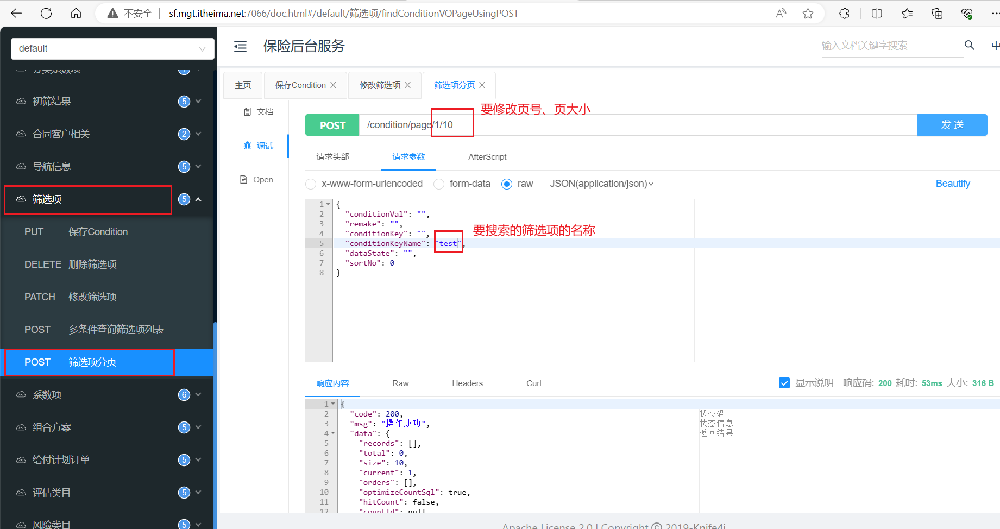 不安全
sf.mgt.itheima.net:7066/doc.html#/default/筛选项/findConditionVOPageUsingPOST
default
保险后台服务
输入文档关键字搜索
中
分类系数项
初筛结果 5
合同客户相关 2
导航信息 5
筛选项 5
PUT 保存Condition
DELETE 删除筛选项
PATCH 修改筛选项
POST 多条件查询筛选项列表
POST 筛选项分页
系数项 6
组合方案 5
给付计划订单 5
评估类目 5
风险类目 5
主页
保存Condition
修改筛选项
筛选项分页
文档
调试
Open
要修改页号、页大小
POST /condition/page/1/10
发 送
请求头部
请求参数
AfterScript
x-www-form-urlencoded
form-data
raw
JSON(application/json)
Beautify
1 {
2 "conditionVal": "",
3 "remake": "",
4 "conditionKey": "",
要搜索的筛选项的名称
5 "conditionKeyName": "test",
6 "dataState": "",
7 "sortNo": 0
8 }
响应内容
Raw
Headers
Curl
显示说明
响应码: 200 耗时: 53ms 大小: 316 B
1 {
2 "code": 200, 状态码
3 "msg": "操作成功", 状态信息
4 "data": { 返回结果
5 "records": [],
6 "total": 0,
7 "size": 10,
8 "current": 1,
9 "orders": [],
10 "optimizeCountSql": true,
11 "hitCount": false,
12 "countId": null
Apache License 2.0 | Copyright © 2019-Knife4j